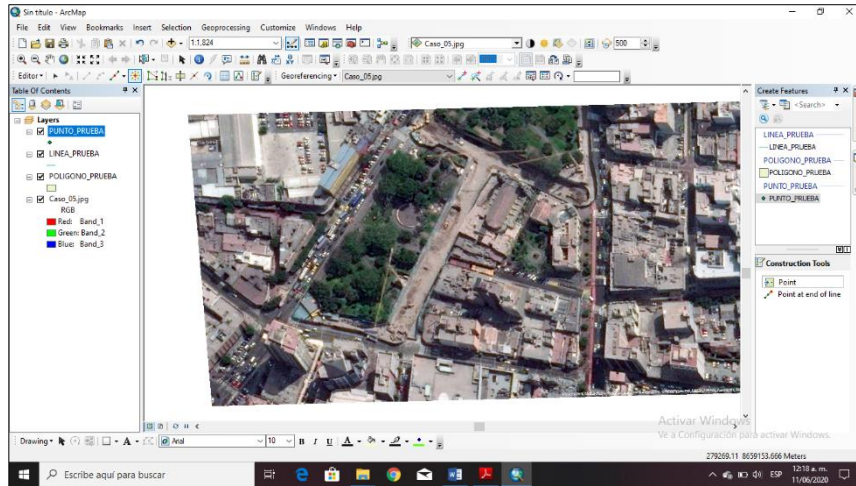 Sin título - ArcMap
File Edit View Bookmarks Insert Selection Geoprocessing Customize Windows Help
1:1.824 Caso_05.jpg 500
Editor Georeferencing Caso_05.jpg
Table Of Contents
Layers
PUNTO_PRUEBA
LINEA_PRUEBA
POLIGONO_PRUEBA
Caso_05.jpg
RGB
Red: Band_1
Green: Band_2
Blue: Band_3
Create Features
<Search>
LINEA_PRUEBA
LINEA_PRUEBA
POLIGONO_PRUEBA
POLIGONO_PRUEBA
PUNTO_PRUEBA
PUNTO_PRUEBA
Construction Tools
Point
Point at end of line
Activar Windows
Ve a Configuración para activar Windows.
Drawing A Arial 10 B I U A
279269.11 8659153.666 Meters
Escribe aquí para buscar
ESP
12:18 a. m.
11/06/2020